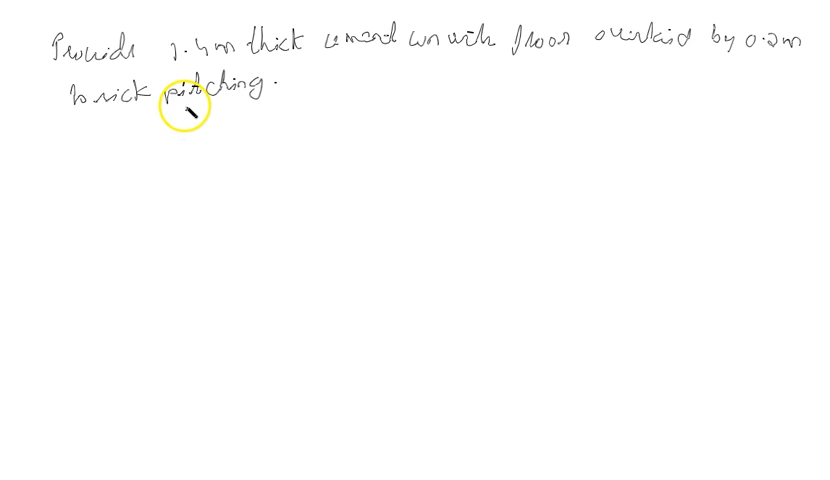 Provide 1.4m thick cement concrete floor overlaid by 0.2m
brick pitching.